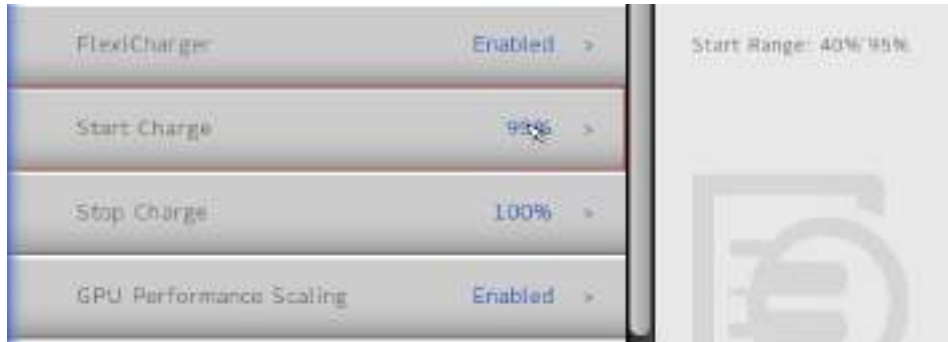 FlexiCharger Enabled >
Start Range: 40%~95%
Start Charge >
Stop Charge 100% >
GPU Performance Scaling Enabled >